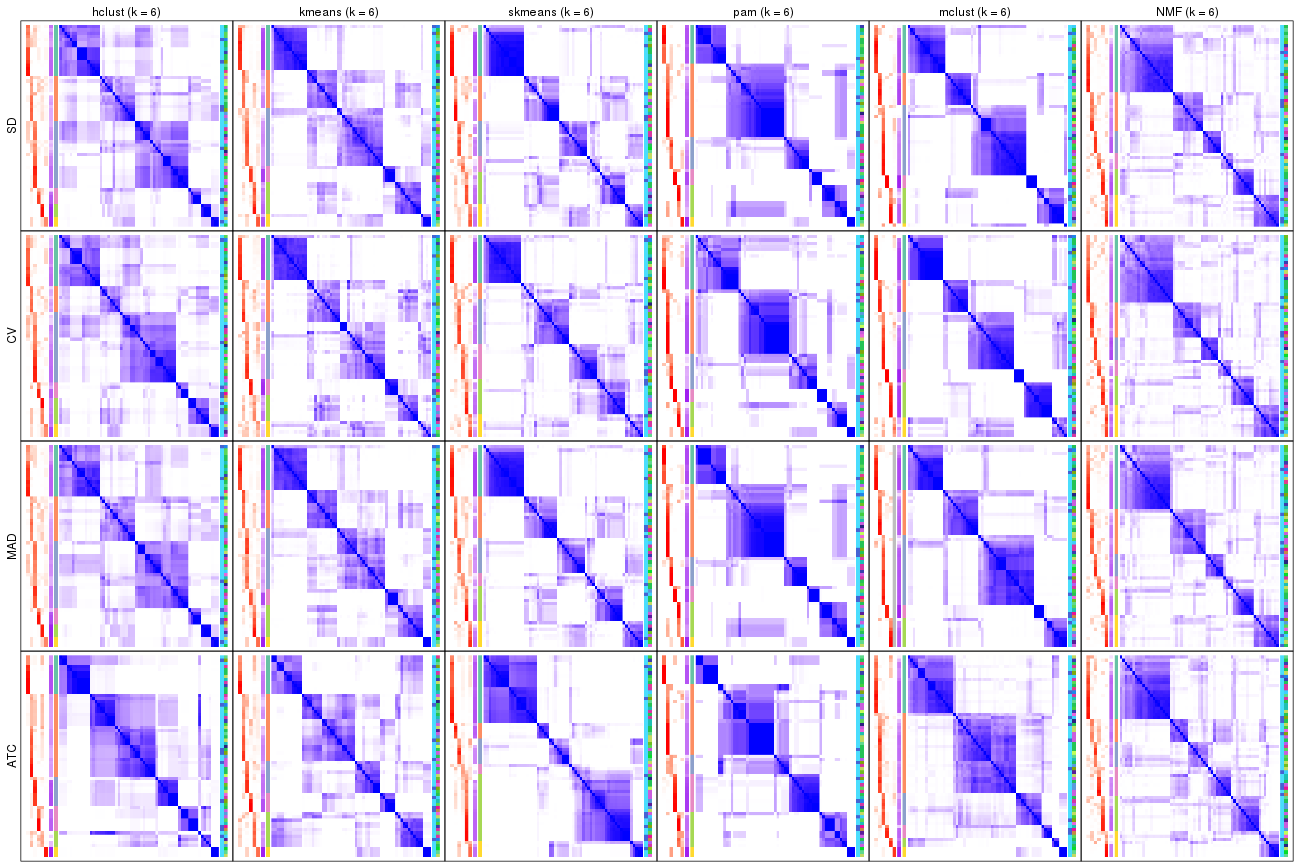 hclust (k = 6) kmeans (k = 6) skmeans (k = 6) pam (k = 6) mclust (k = 6) NMF (k = 6)
SD
CV
MAD
ATC